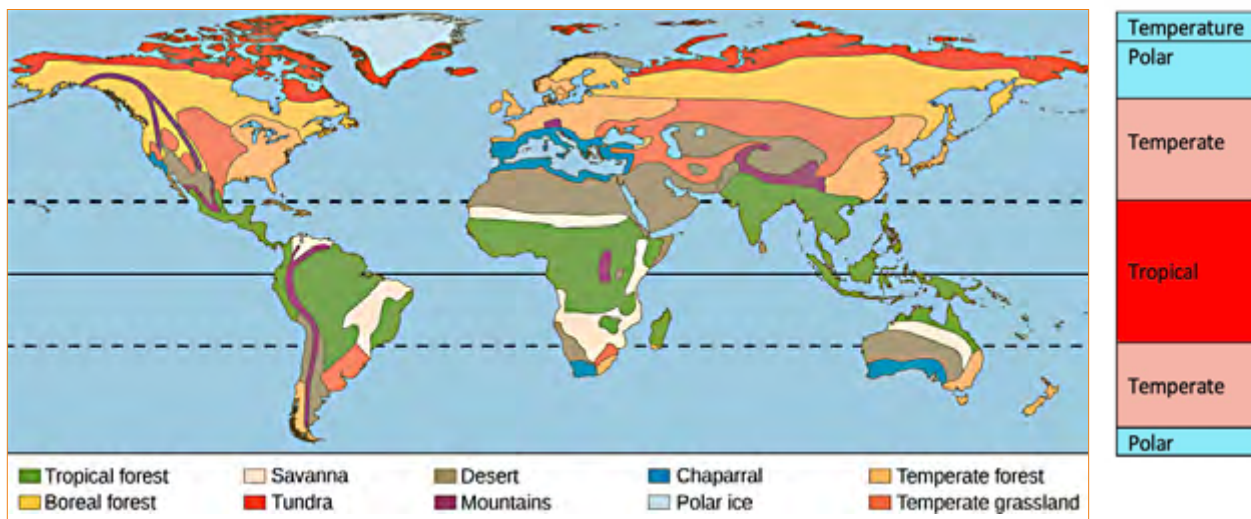 Temperature
Polar
Temperate
Tropical
Temperate
Polar
Tropical forest Savanna Desert Chaparral Temperate forest
Boreal forest Tundra Mountains Polar ice Temperate grassland